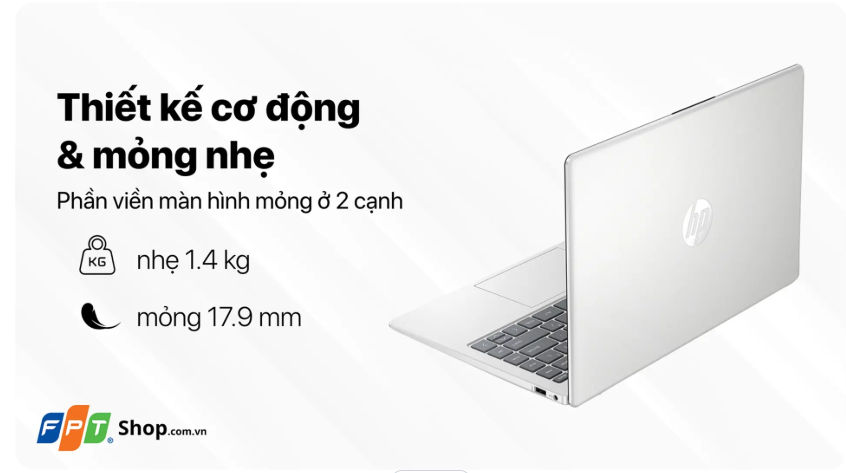 Thiết kế cơ động
& mỏng nhẹ
Phần viền màn hình mỏng ở 2 cạnh
KG
nhẹ 1.4 kg
mỏng 17.9 mm
hp
FPT® Shop.com.vn